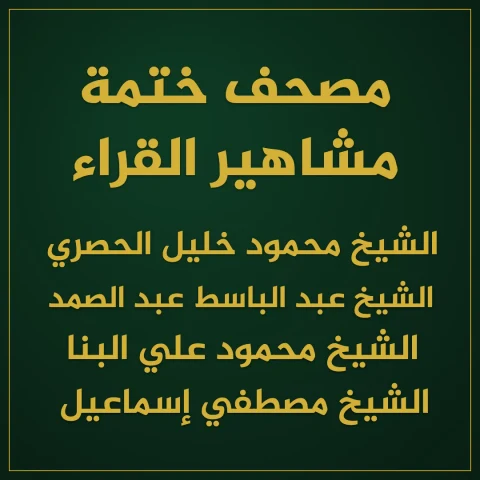 مصحف ختمة
مشاهير القراء
الشيخ محمود خليل الحصري
الشيخ عبد الباسط عبد الصمد
الشيخ محمود علي البنا
الشيخ مصطفي إسماعيل